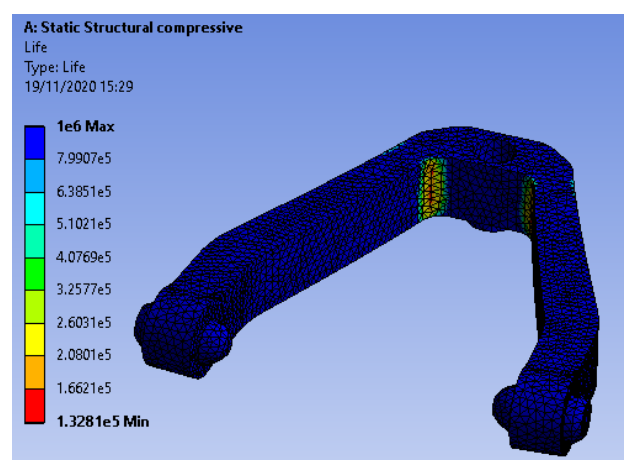 A: Static Structural compressive
Life
Type: Life
19/11/2020 15:29
1e6 Max
7.9907e5
6.3851e5
5.1021e5
4.0769e5
3.2577e5
2.6031e5
2.0801e5
1.6621e5
1.3281e5 Min